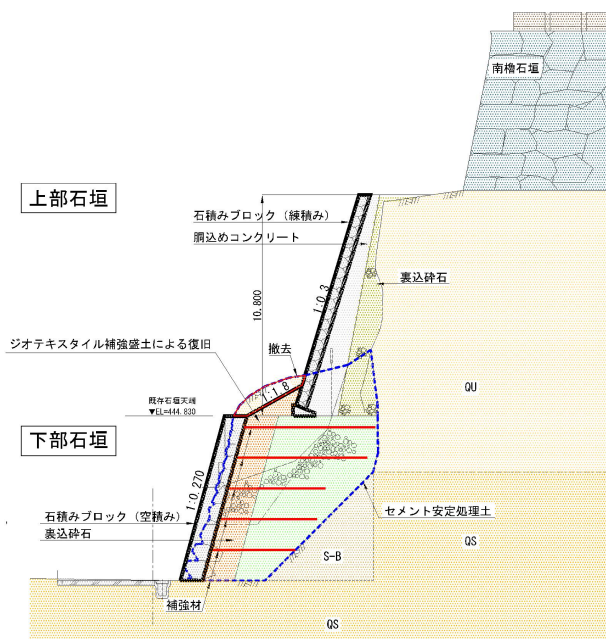 南櫓石垣
上部石垣
石積みブロック（練積み）
胴込めコンクリート
裏込砕石
10.800
1:0.3
ジオテキスタイル補強盛土による復旧
撤去
1:1.8
QU
既存石垣天端
▼EL=444.830
下部石垣
1:0.270
セメント安定処理土
石積みブロック（空積み）
裏込砕石
QS
S-B
補強材
QS